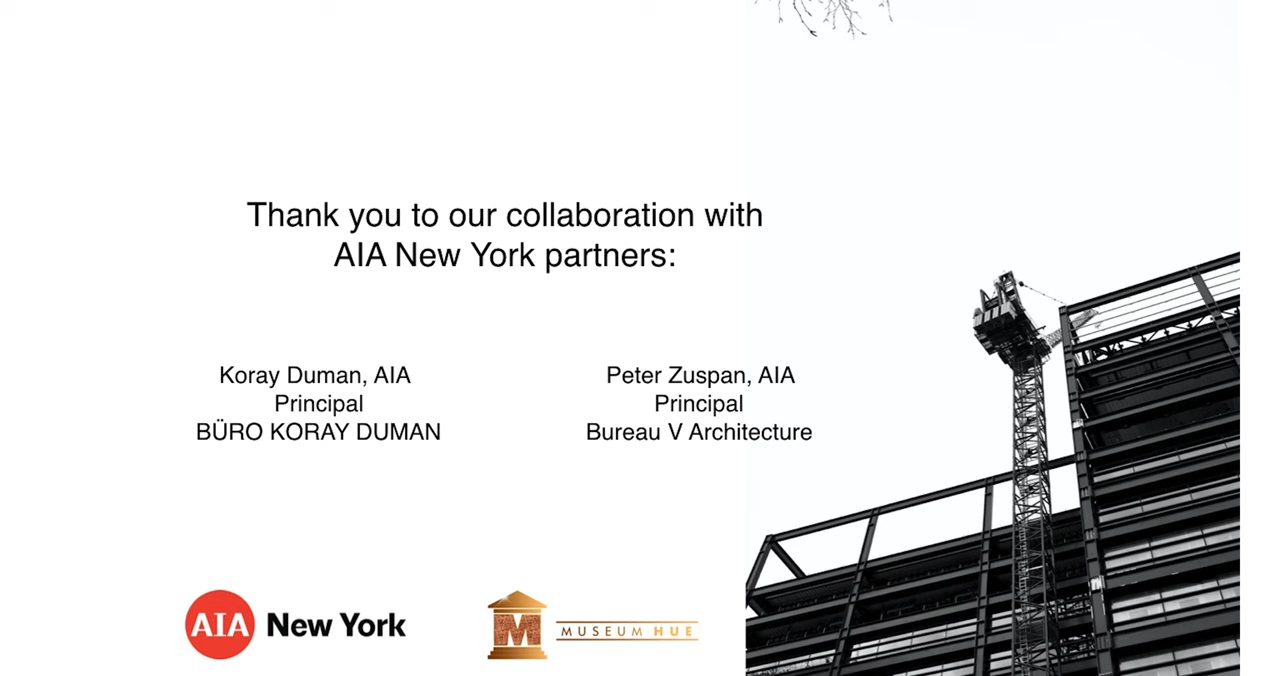 Thank you to our collaboration with
AIA New York partners:
Koray Duman, AIA
Principal
BÜRO KORAY DUMAN
Peter Zuspan, AIA
Principal
Bureau V Architecture
AIA New York
M MUSEUM HUE